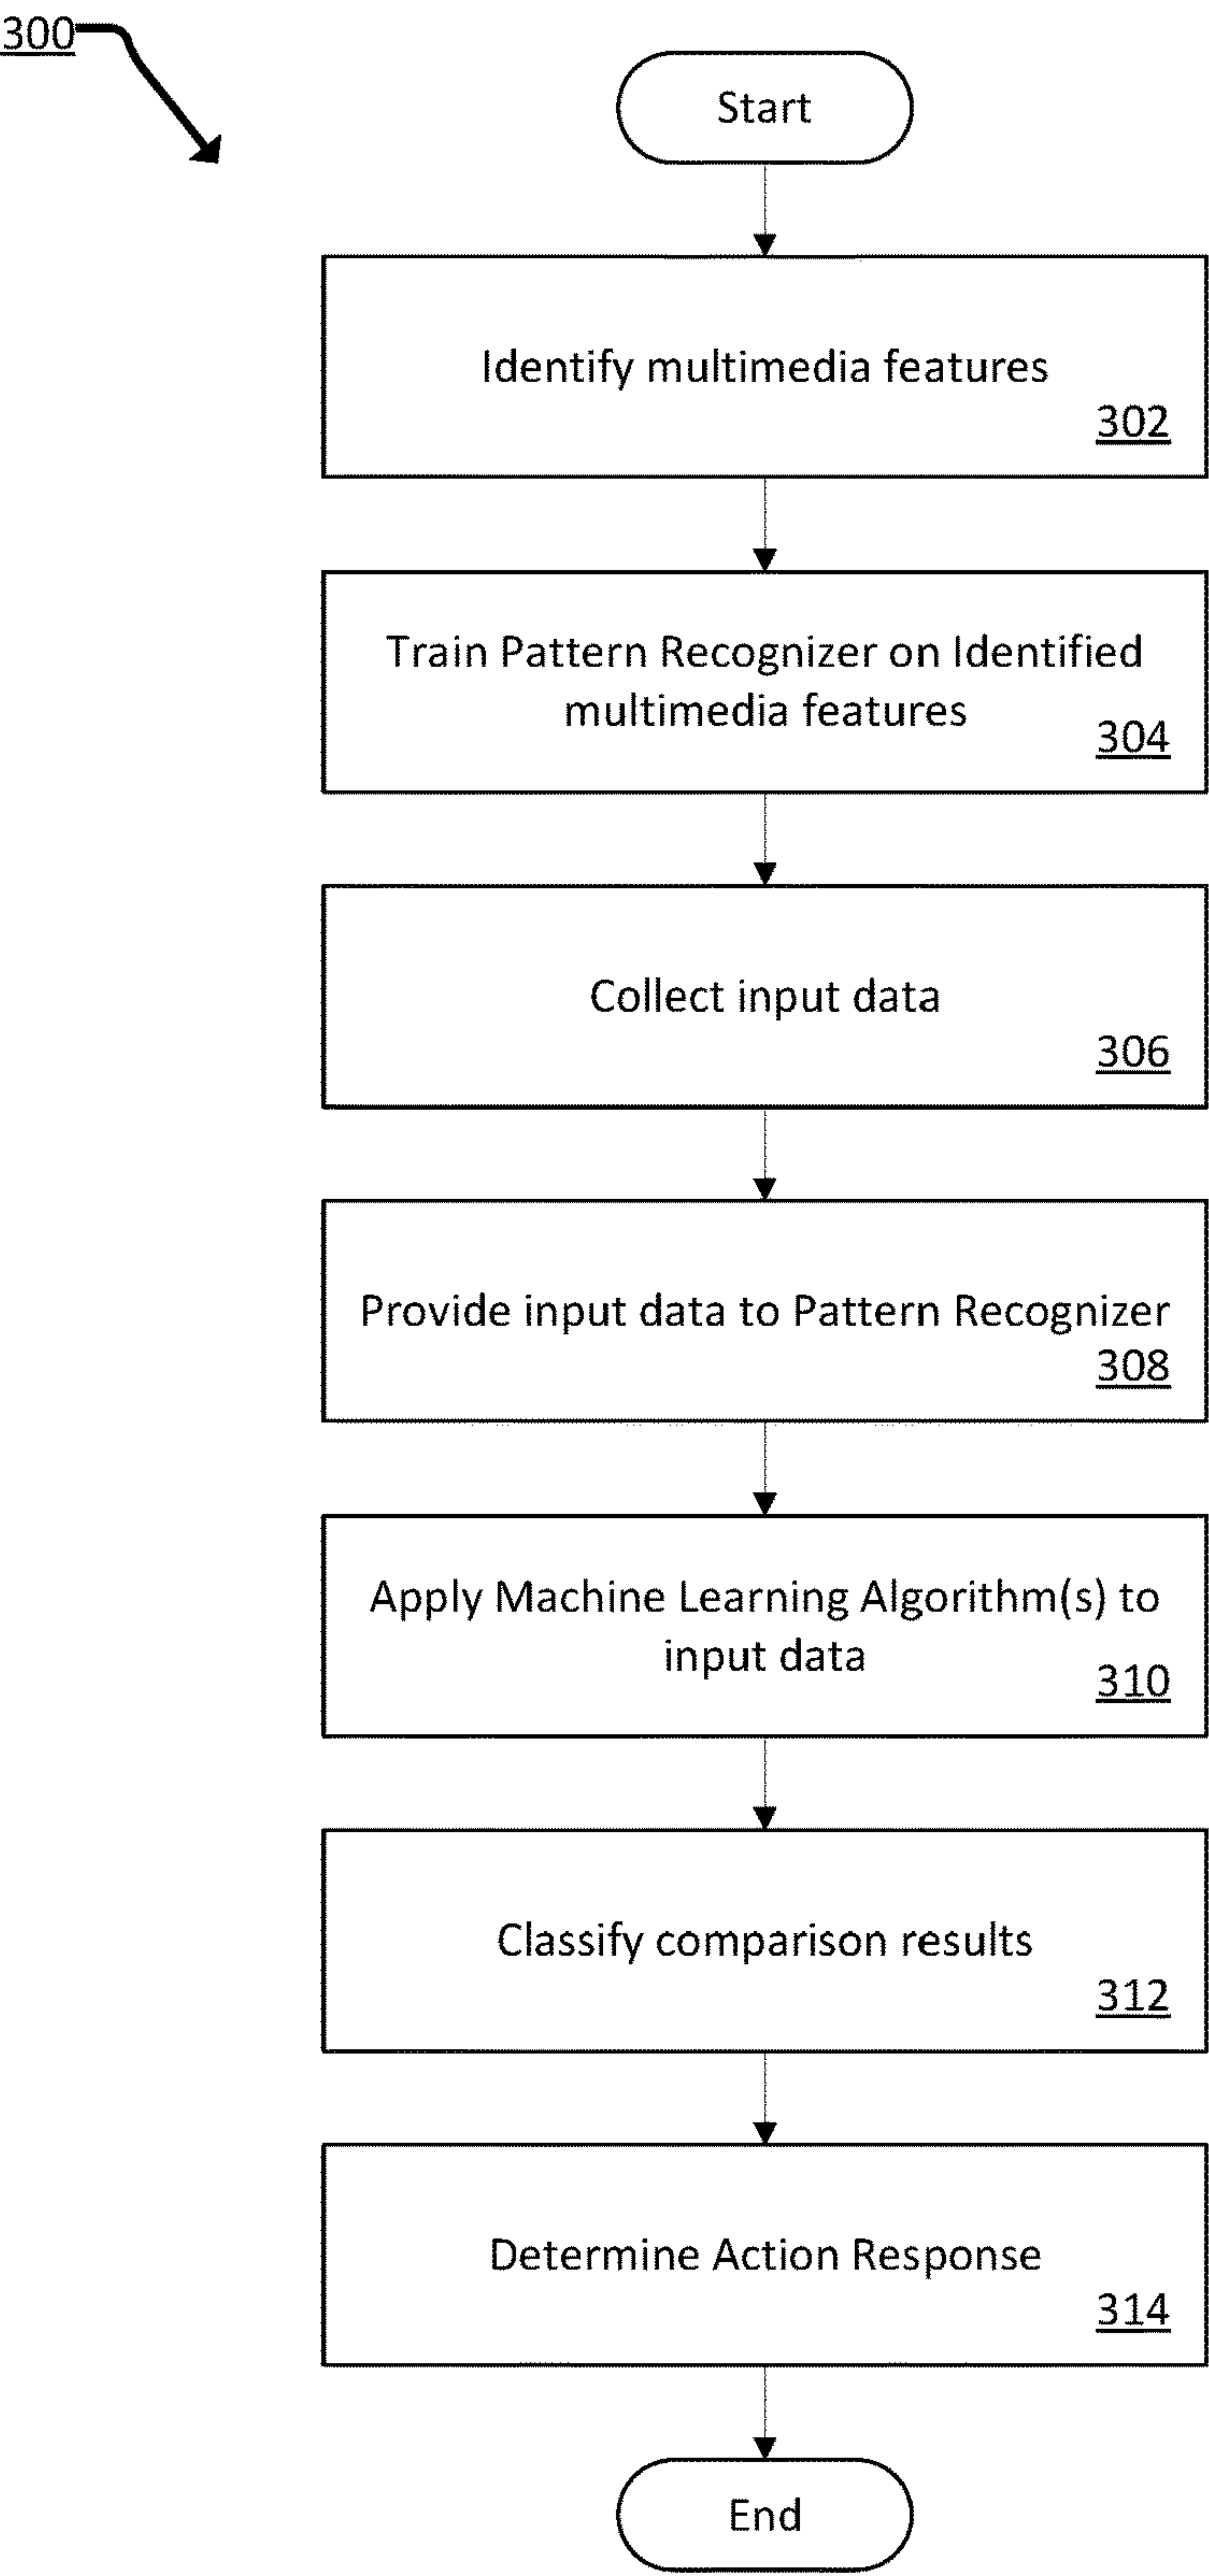 300
Start
Identify multimedia features
302
Train Pattern Recognizer on Identified
multimedia features
304
Collect input data
306
Provide input data to Pattern Recognizer
308
Apply Machine Learning Algorithm(s) to
input data
310
Classify comparison results
312
Determine Action Response
314
End